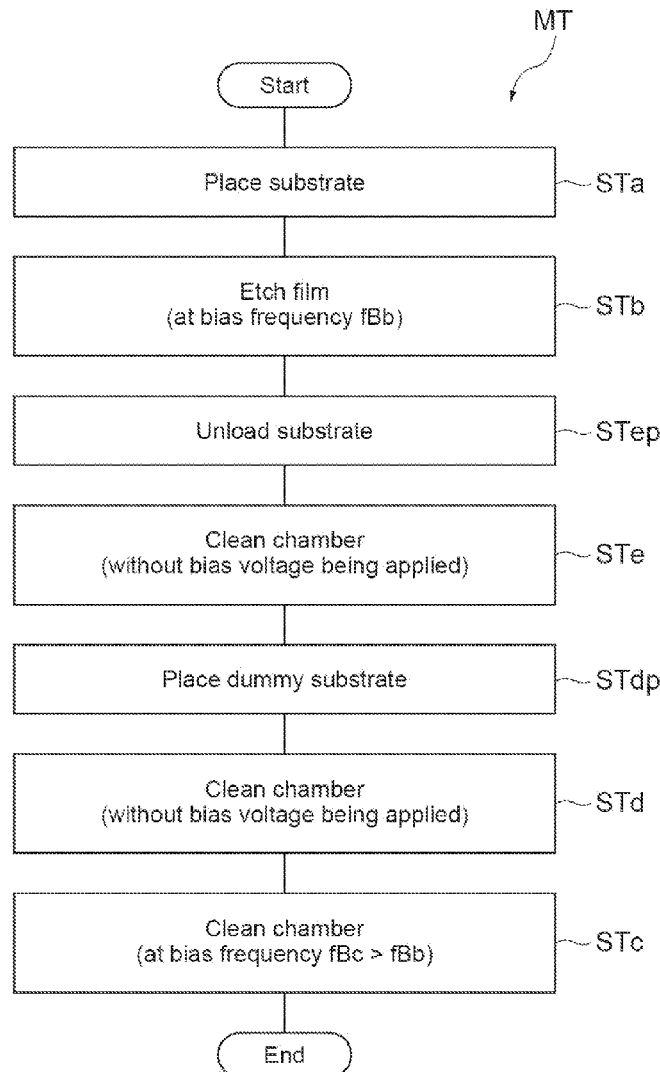 MT
Start
Place substrate
STa
Etch film
(at bias frequency fBb)
STb
Unload substrate
STep
Clean chamber
(without bias voltage being applied)
STe
Place dummy substrate
STdp
Clean chamber
(without bias voltage being applied)
STd
Clean chamber
(at bias frequency fBc > fBb)
STc
End